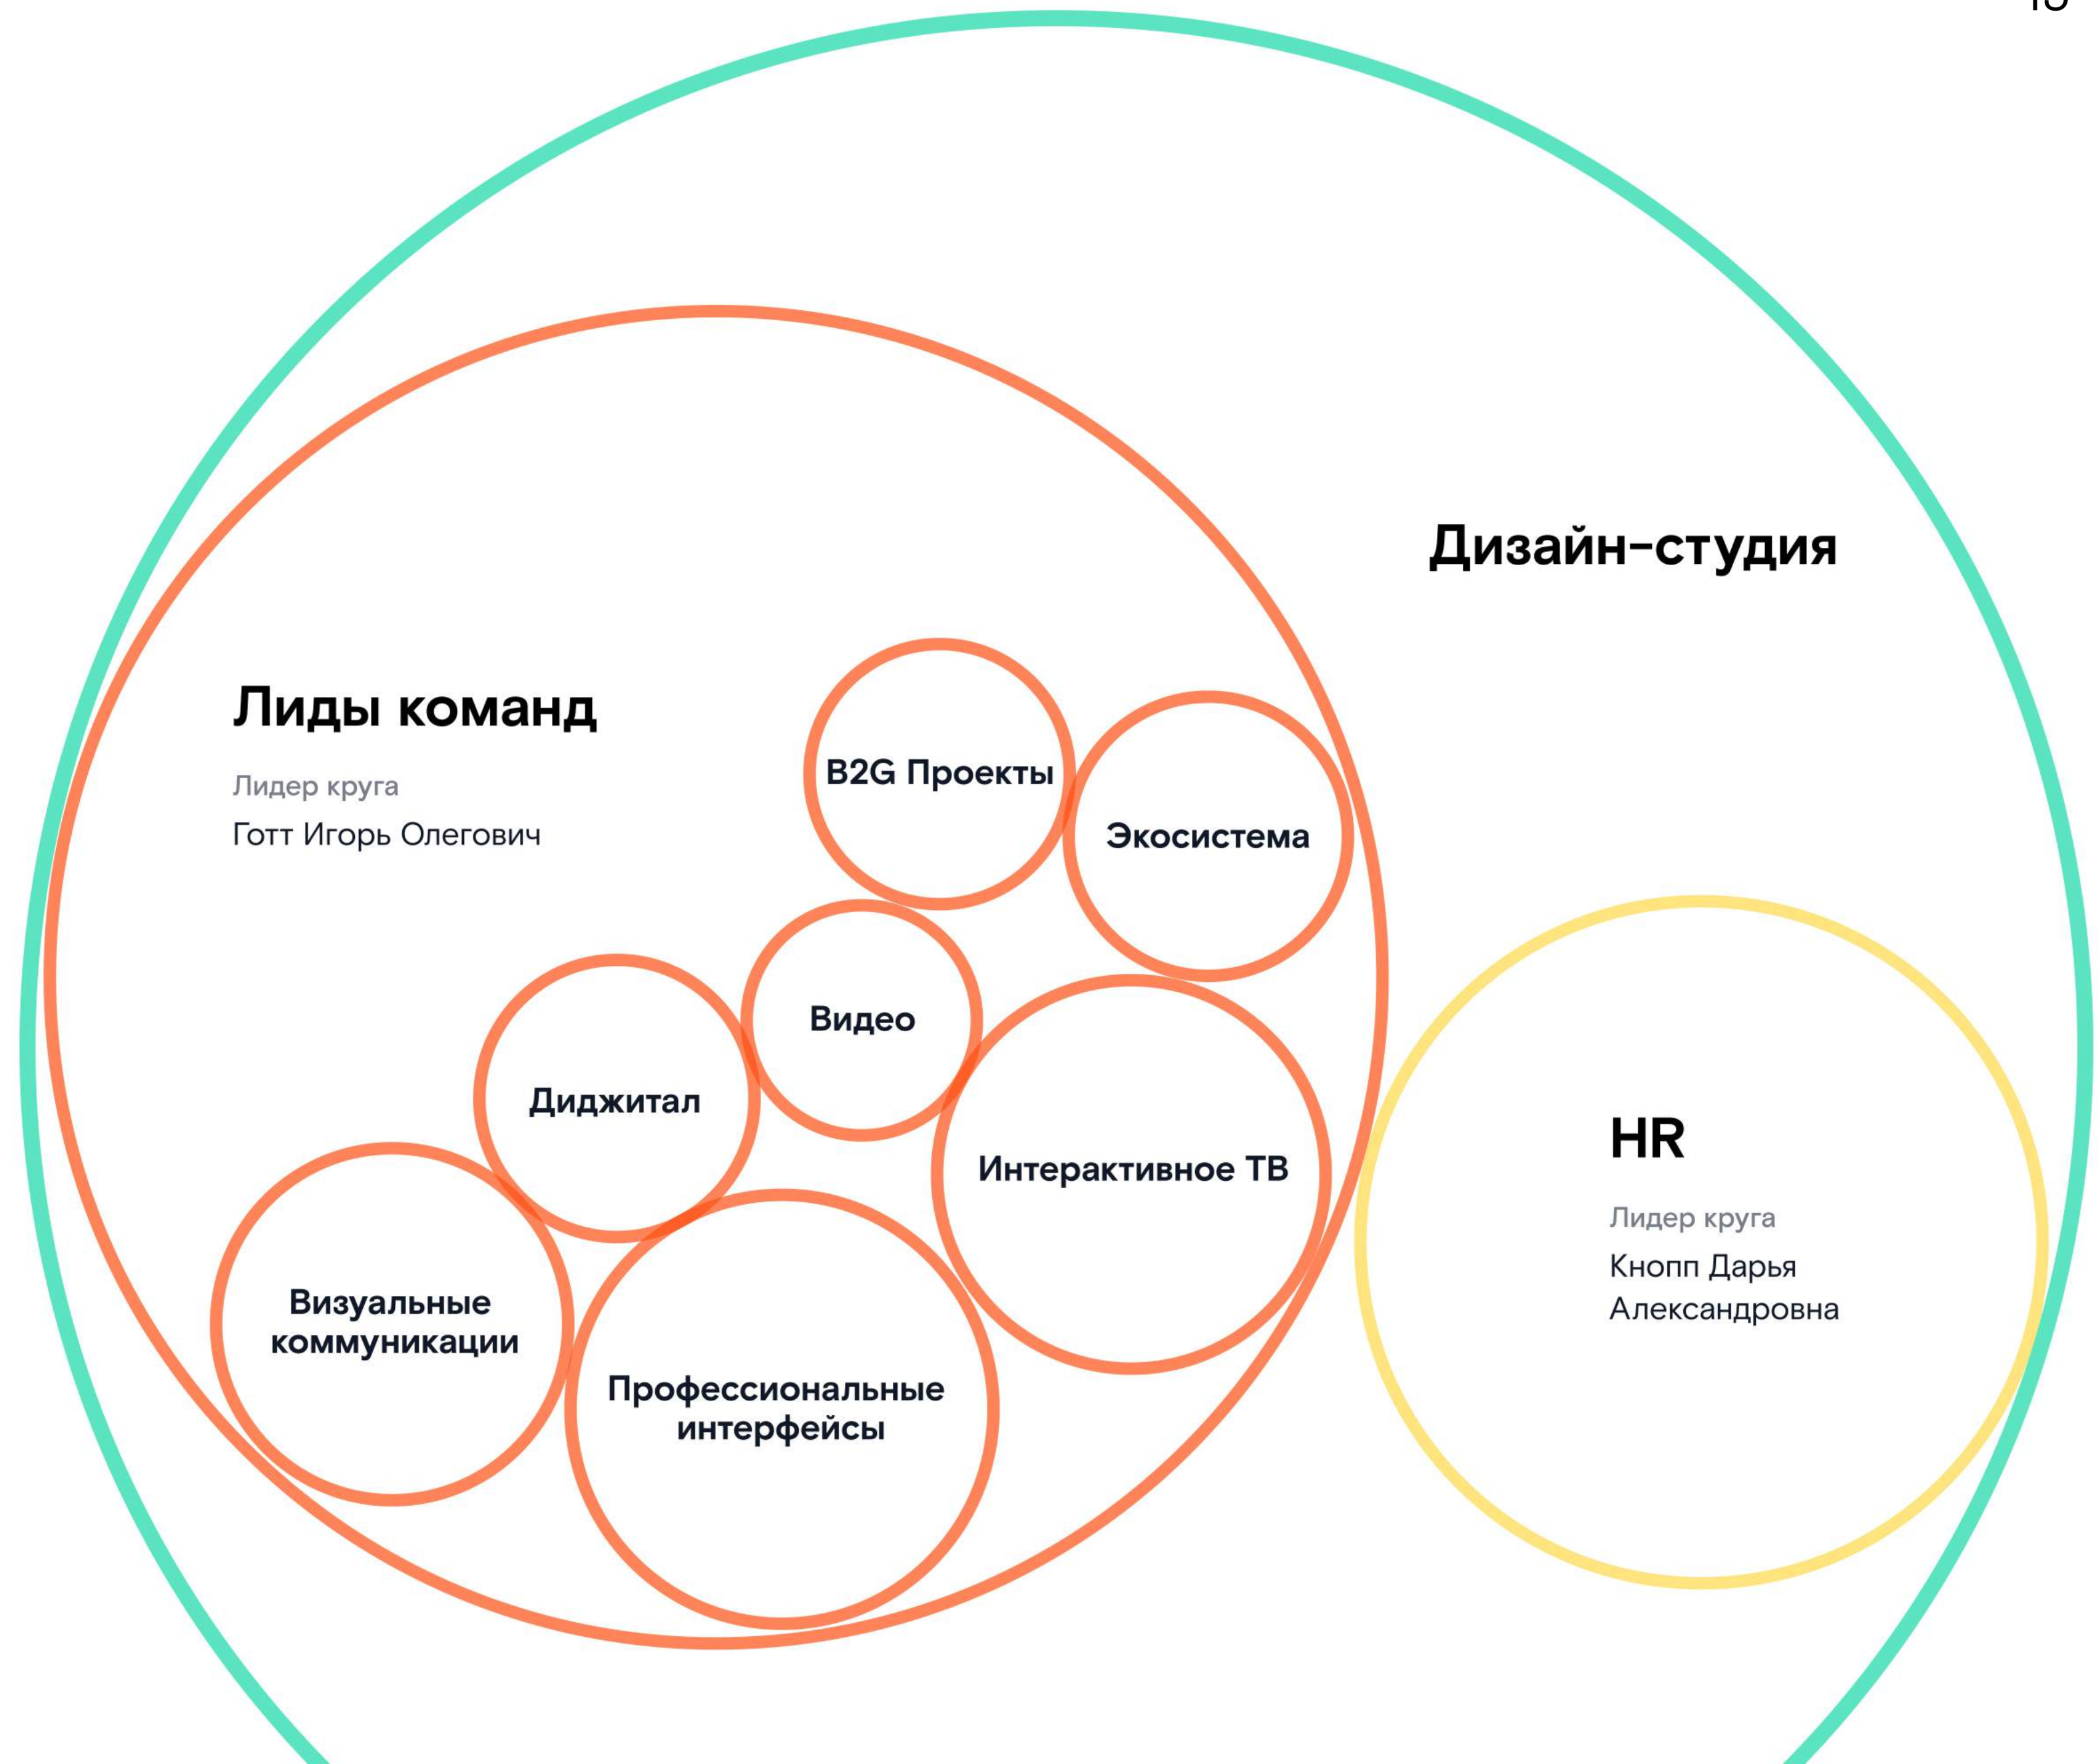 Дизайн-студия
Лиды команд
Лидер круга
Готт Игорь Олегович
B2G Проекты
Экосистема
Видео
Диджитал
Интерактивное ТВ
Визуальные
коммуникации
Профессиональные
интерфейсы
HR
Лидер круга
Кнопп Дарья
Александровна